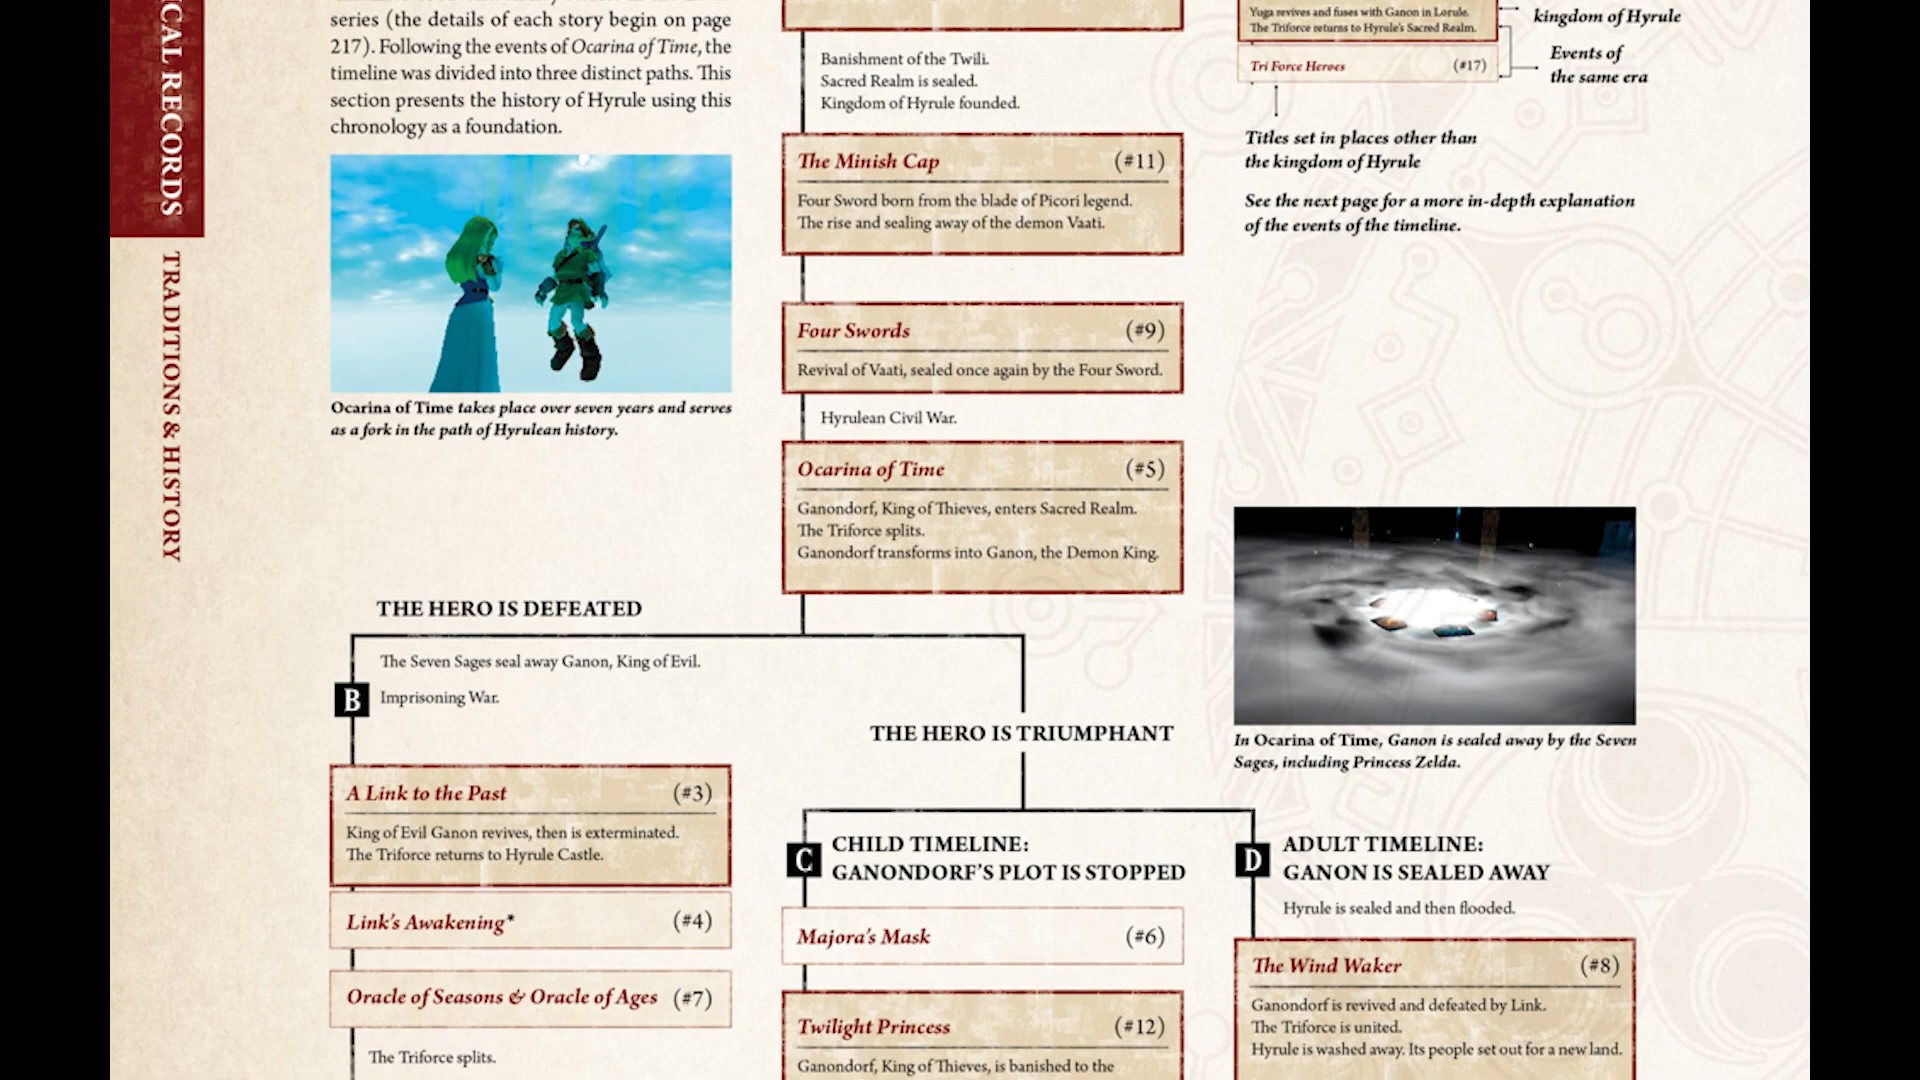 ICAL RECORDS
TRADITIONS & HISTORY
series (the details of each story begin on page
217). Following the events of Ocarina of Time, the
timeline was divided into three distinct paths. This
section presents the history of Hyrule using this
chronology as a foundation.
Ocarina of Time takes place over seven years and serves
as a fork in the path of Hyrulean history.
Banishment of the Twili.
Sacred Realm is sealed.
Kingdom of Hyrule founded.
The Minish Cap (#11)
Four Sword born from the blade of Picori legend.
The rise and sealing away of the demon Vaati.
Four Swords (#9)
Revival of Vaati, sealed once again by the Four Sword.
Hyrulean Civil War.
Ocarina of Time (#5)
Ganondorf, King of Thieves, enters Sacred Realm.
The Triforce splits.
Ganondorf transforms into Ganon, the Demon King.
Yuga revives and fuses with Ganon in Lorule.
The Triforce returns to Hyrule's Sacred Realm.
kingdom of Hyrule
Tri Force Heroes (#17)
Events of
the same era
Titles set in places other than
the kingdom of Hyrule
See the next page for a more in-depth explanation
of the events of the timeline.
In Ocarina of Time, Ganon is sealed away by the Seven
Sages, including Princess Zelda.
THE HERO IS DEFEATED
The Seven Sages seal away Ganon, King of Evil.
B
Imprisoning War.
A Link to the Past (#3)
King of Evil Ganon revives, then is exterminated.
The Triforce returns to Hyrule Castle.
Link's Awakening* (#4)
Oracle of Seasons & Oracle of Ages (#7)
The Triforce splits.
THE HERO IS TRIUMPHANT
C
CHILD TIMELINE:
GANONDORF'S PLOT IS STOPPED
Majora's Mask (#6)
Twilight Princess (#12)
Ganondorf, King of Thieves, is banished to the
D
ADULT TIMELINE:
GANON IS SEALED AWAY
Hyrule is sealed and then flooded.
The Wind Waker (#8)
Ganondorf is revived and defeated by Link.
The Triforce is united.
Hyrule is washed away. Its people set out for a new land.